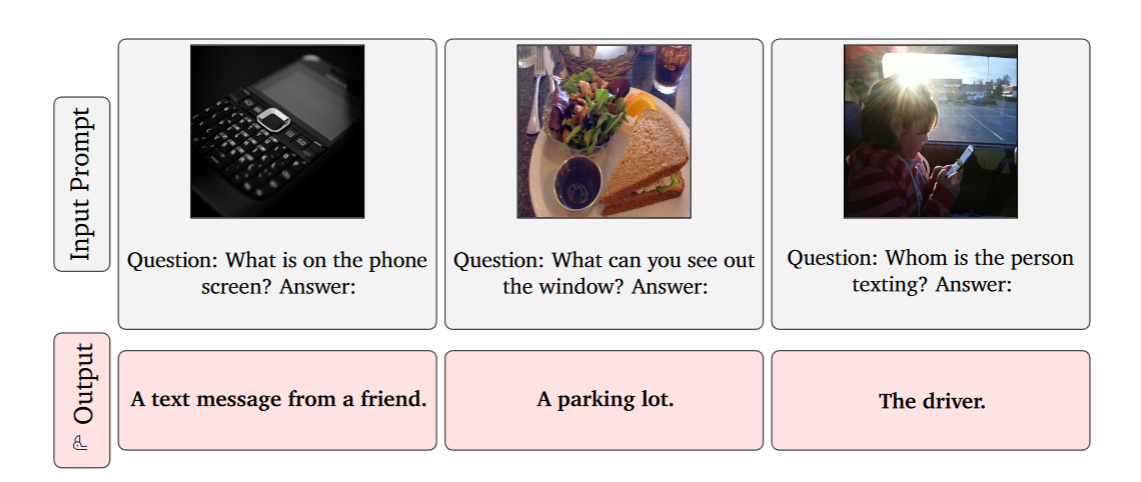 Input Prompt
Question: What is on the phone
screen? Answer:
Question: What can you see out
the window? Answer:
Question: Whom is the person
texting? Answer:
Output
A text message from a friend.
A parking lot.
The driver.